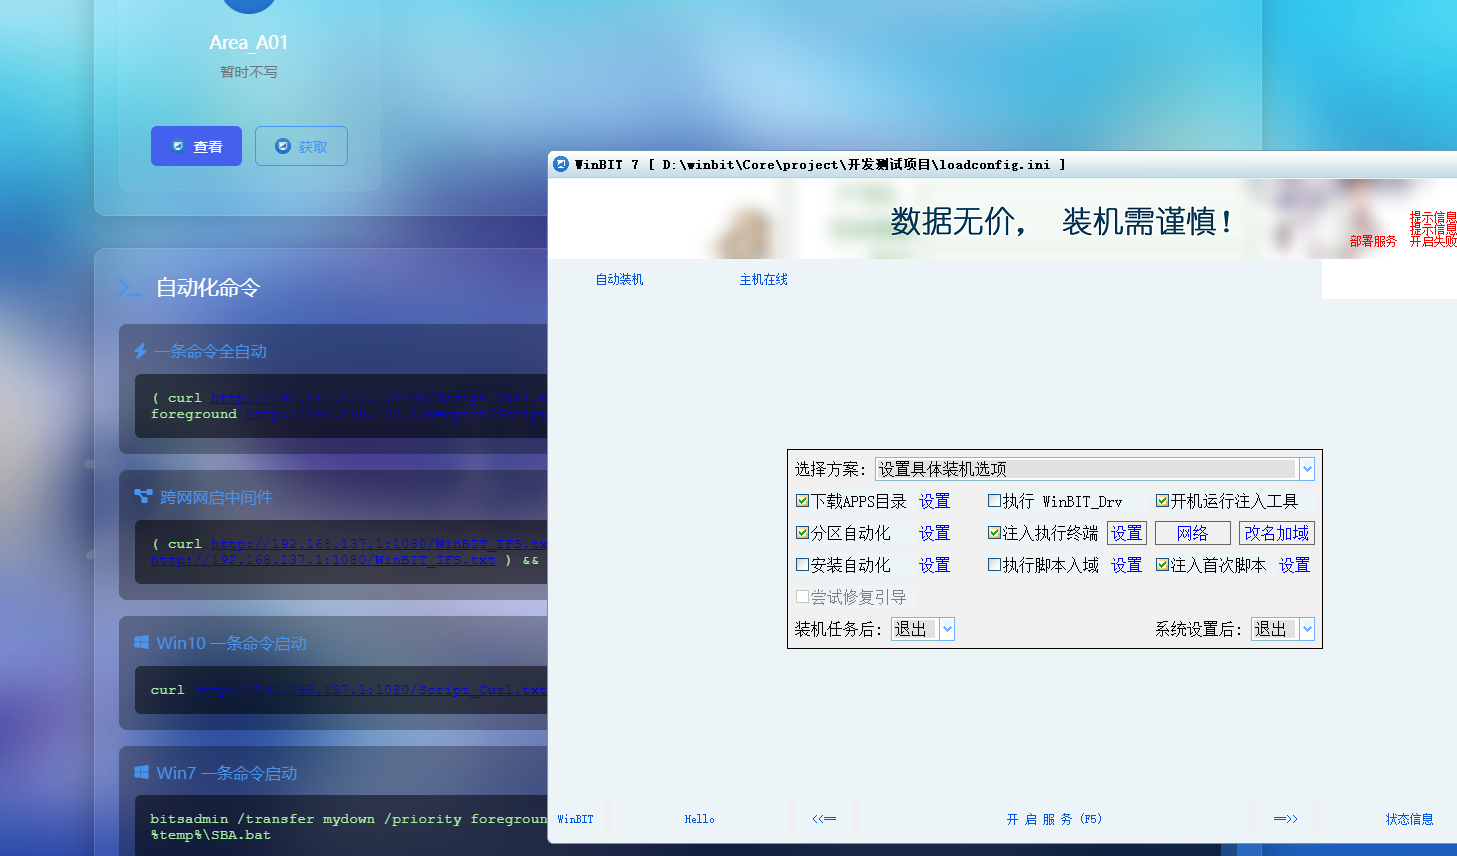 Area_A01
暂时不写
查看
获取
自动化命令
一条命令全自动
( curl
foreground
跨网网启中间件
( curl http://192.168.137.1:1080/WinBIT_IFS.tx
http://192.168.137.1:1080/WinBIT_IFS.txt ) &&
Win10 一条命令启动
curl http://192.168.137.1:1080/Script_Curl.txt
Win7 一条命令启动
bitsadmin /transfer mydown /priority foregroun
%temp%\SBA.bat
WinBIT 7 [ D:\winbit\Core\project\开发测试项目\loadconfig.ini ]
数据无价， 装机需谨慎！
提示信息
提示信息
部署服务 开启失败
自动装机 主机在线
选择方案: 设置具体装机选项
下载APPS目录 设置 执行 WinBIT_Drv 开机运行注入工具
分区自动化 设置 注入执行终端 设置 网络 改名加域
安装自动化 设置 执行脚本入域 设置 注入首次脚本 设置
尝试修复引导
装机任务后: 退出 系统设置后: 退出
WinBIT Hello <<== 开 启 服 务 (F5) ==>> 状态信息